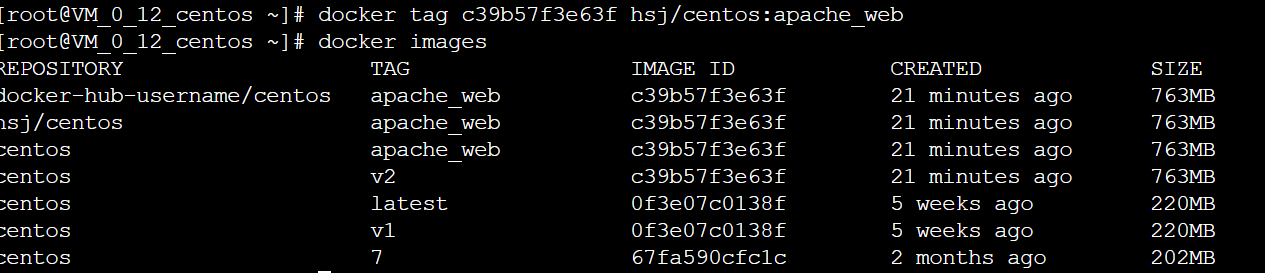 [root@VM_0_12_centos ~]# docker tag c39b57f3e63f hsj/centos:apache_web
[root@VM_0_12_centos ~]# docker images
REPOSITORY TAG IMAGE ID CREATED SIZE
docker-hub-username/centos apache_web c39b57f3e63f 21 minutes ago 763MB
hsj/centos apache_web c39b57f3e63f 21 minutes ago 763MB
centos apache_web c39b57f3e63f 21 minutes ago 763MB
centos v2 c39b57f3e63f 21 minutes ago 763MB
centos latest 0f3e07c0138f 5 weeks ago 220MB
centos v1 0f3e07c0138f 5 weeks ago 220MB
centos 7 67fa590cfc1c 2 months ago 202MB